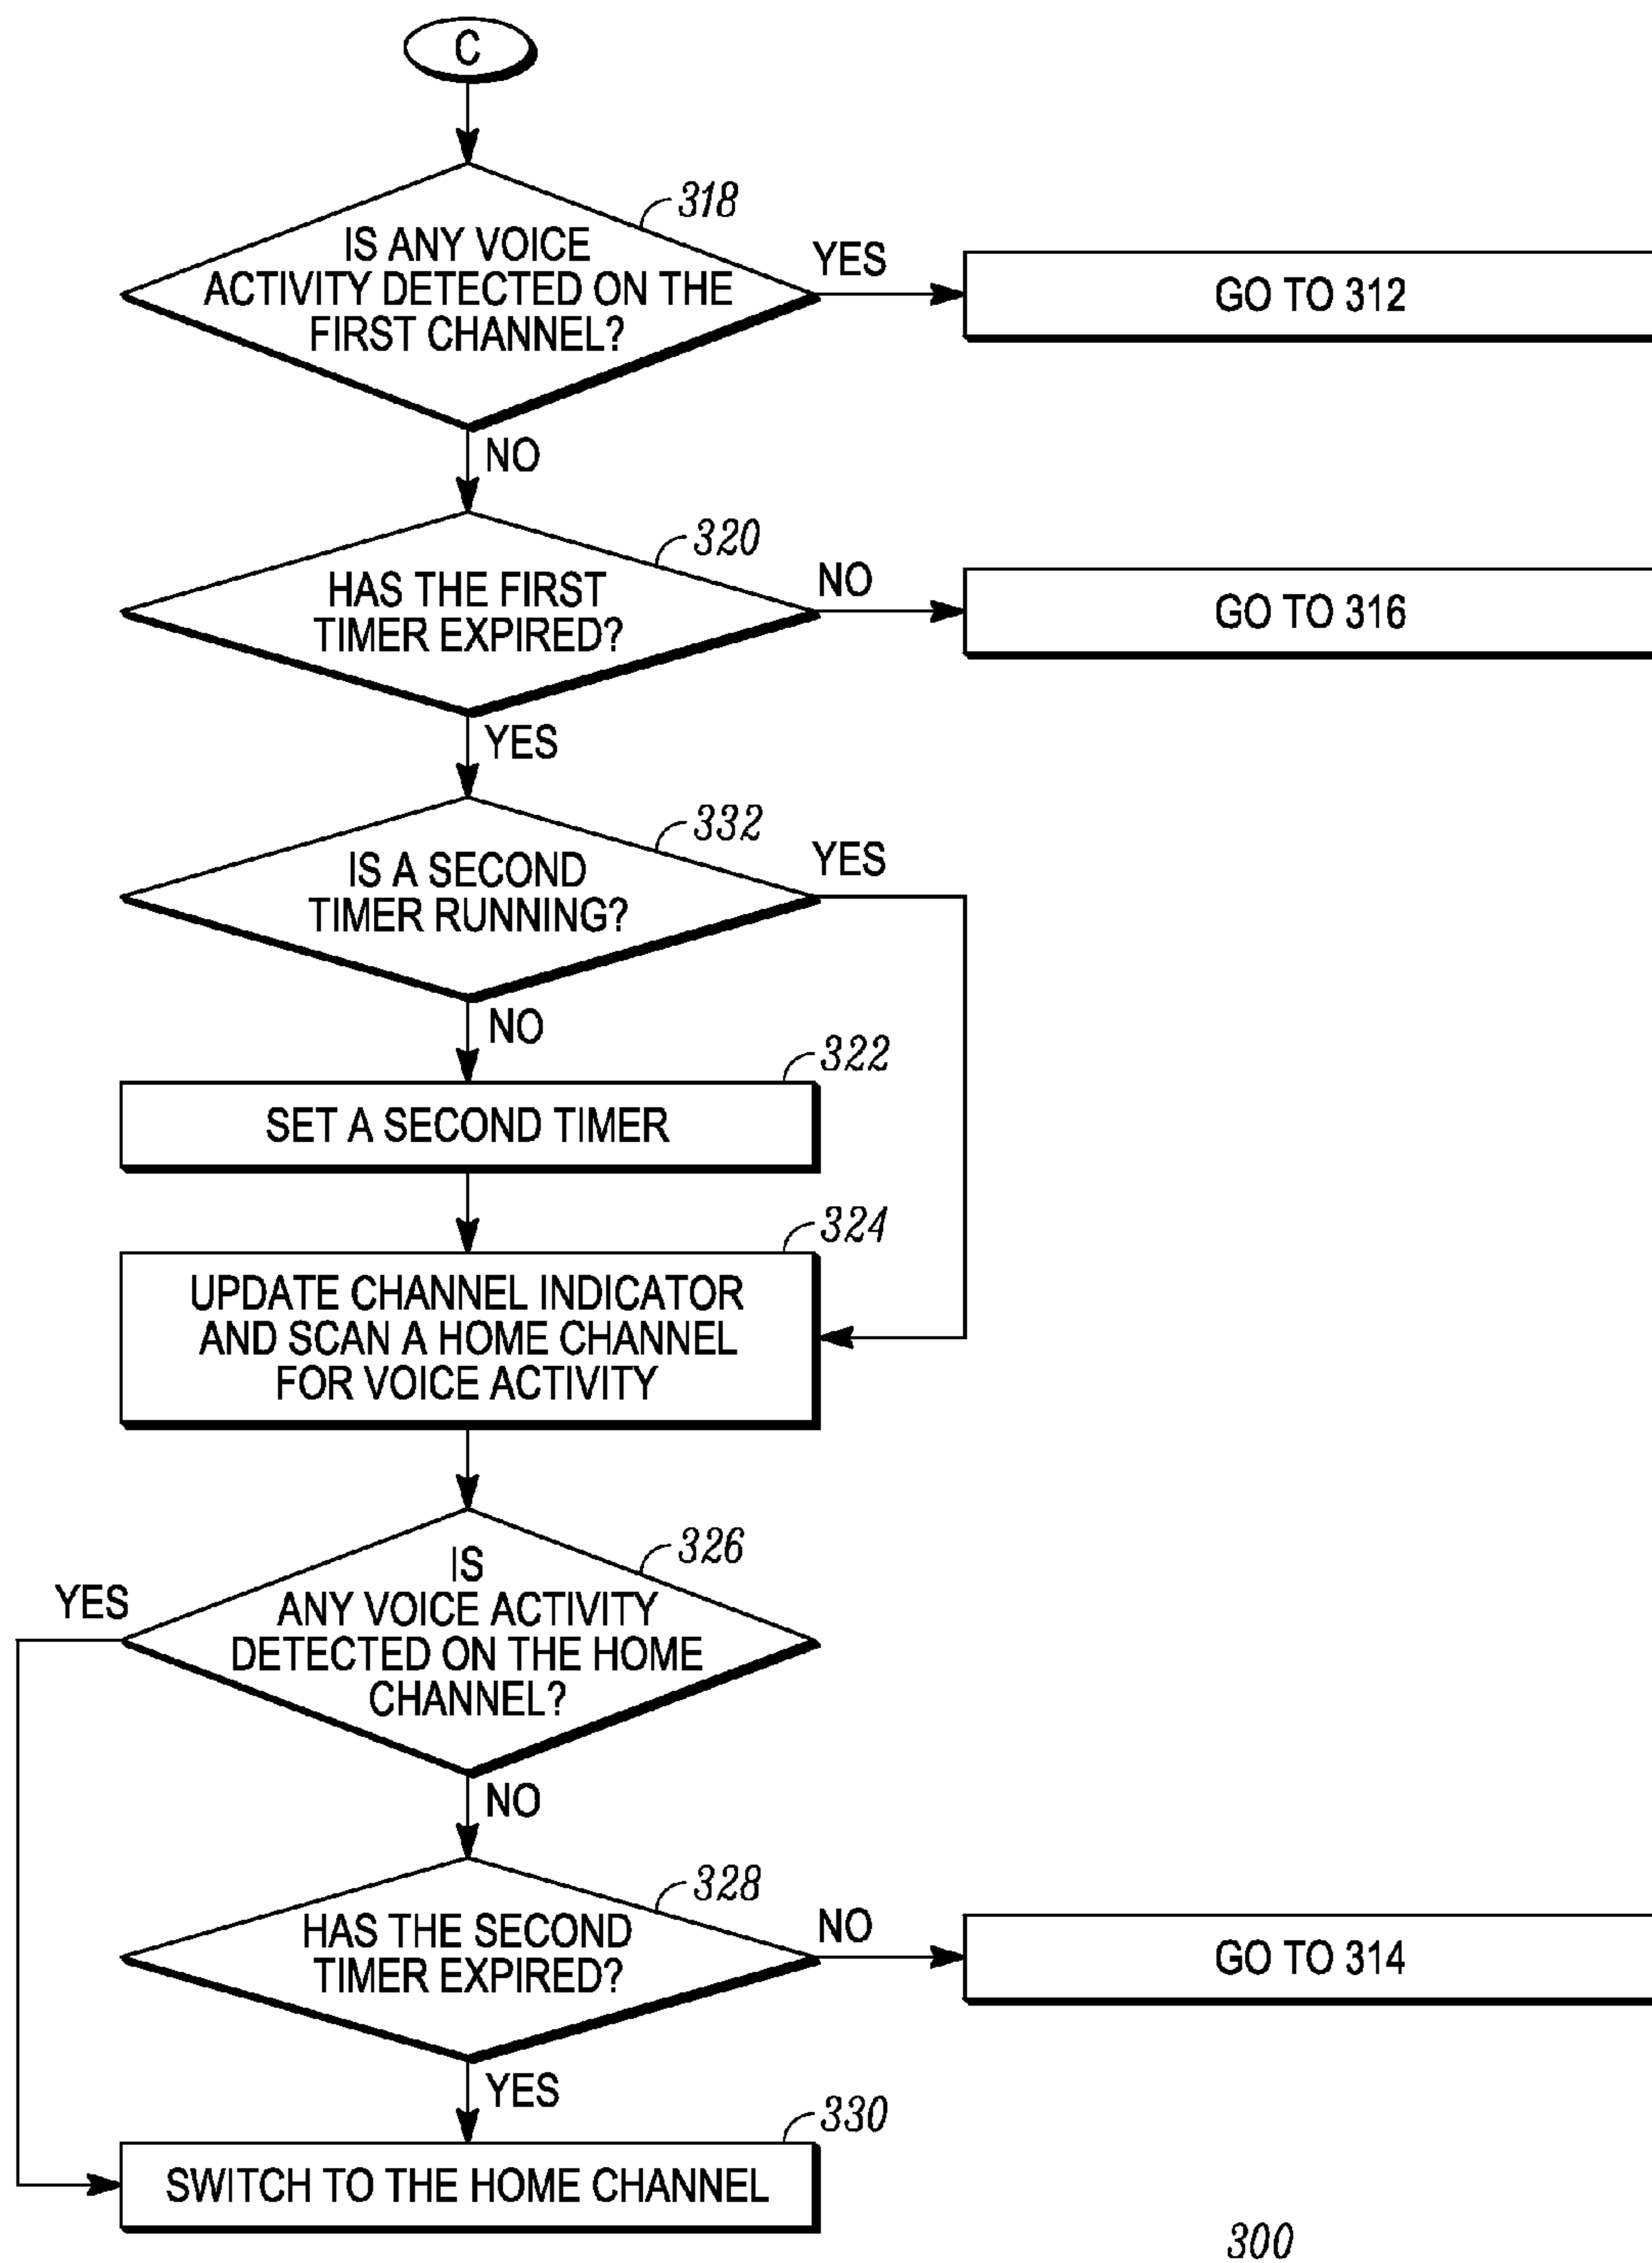 C
318
IS ANY VOICE
ACTIVITY DETECTED ON THE
FIRST CHANNEL?
YES
GO TO 312
NO
320
HAS THE FIRST
TIMER EXPIRED?
NO
GO TO 316
YES
332
IS A SECOND
TIMER RUNNING?
YES
NO
322
SET A SECOND TIMER
324
UPDATE CHANNEL INDICATOR
AND SCAN A HOME CHANNEL
FOR VOICE ACTIVITY
326
IS
ANY VOICE ACTIVITY
DETECTED ON THE HOME
CHANNEL?
YES
NO
328
HAS THE SECOND
TIMER EXPIRED?
NO
GO TO 314
YES
330
SWITCH TO THE HOME CHANNEL
300